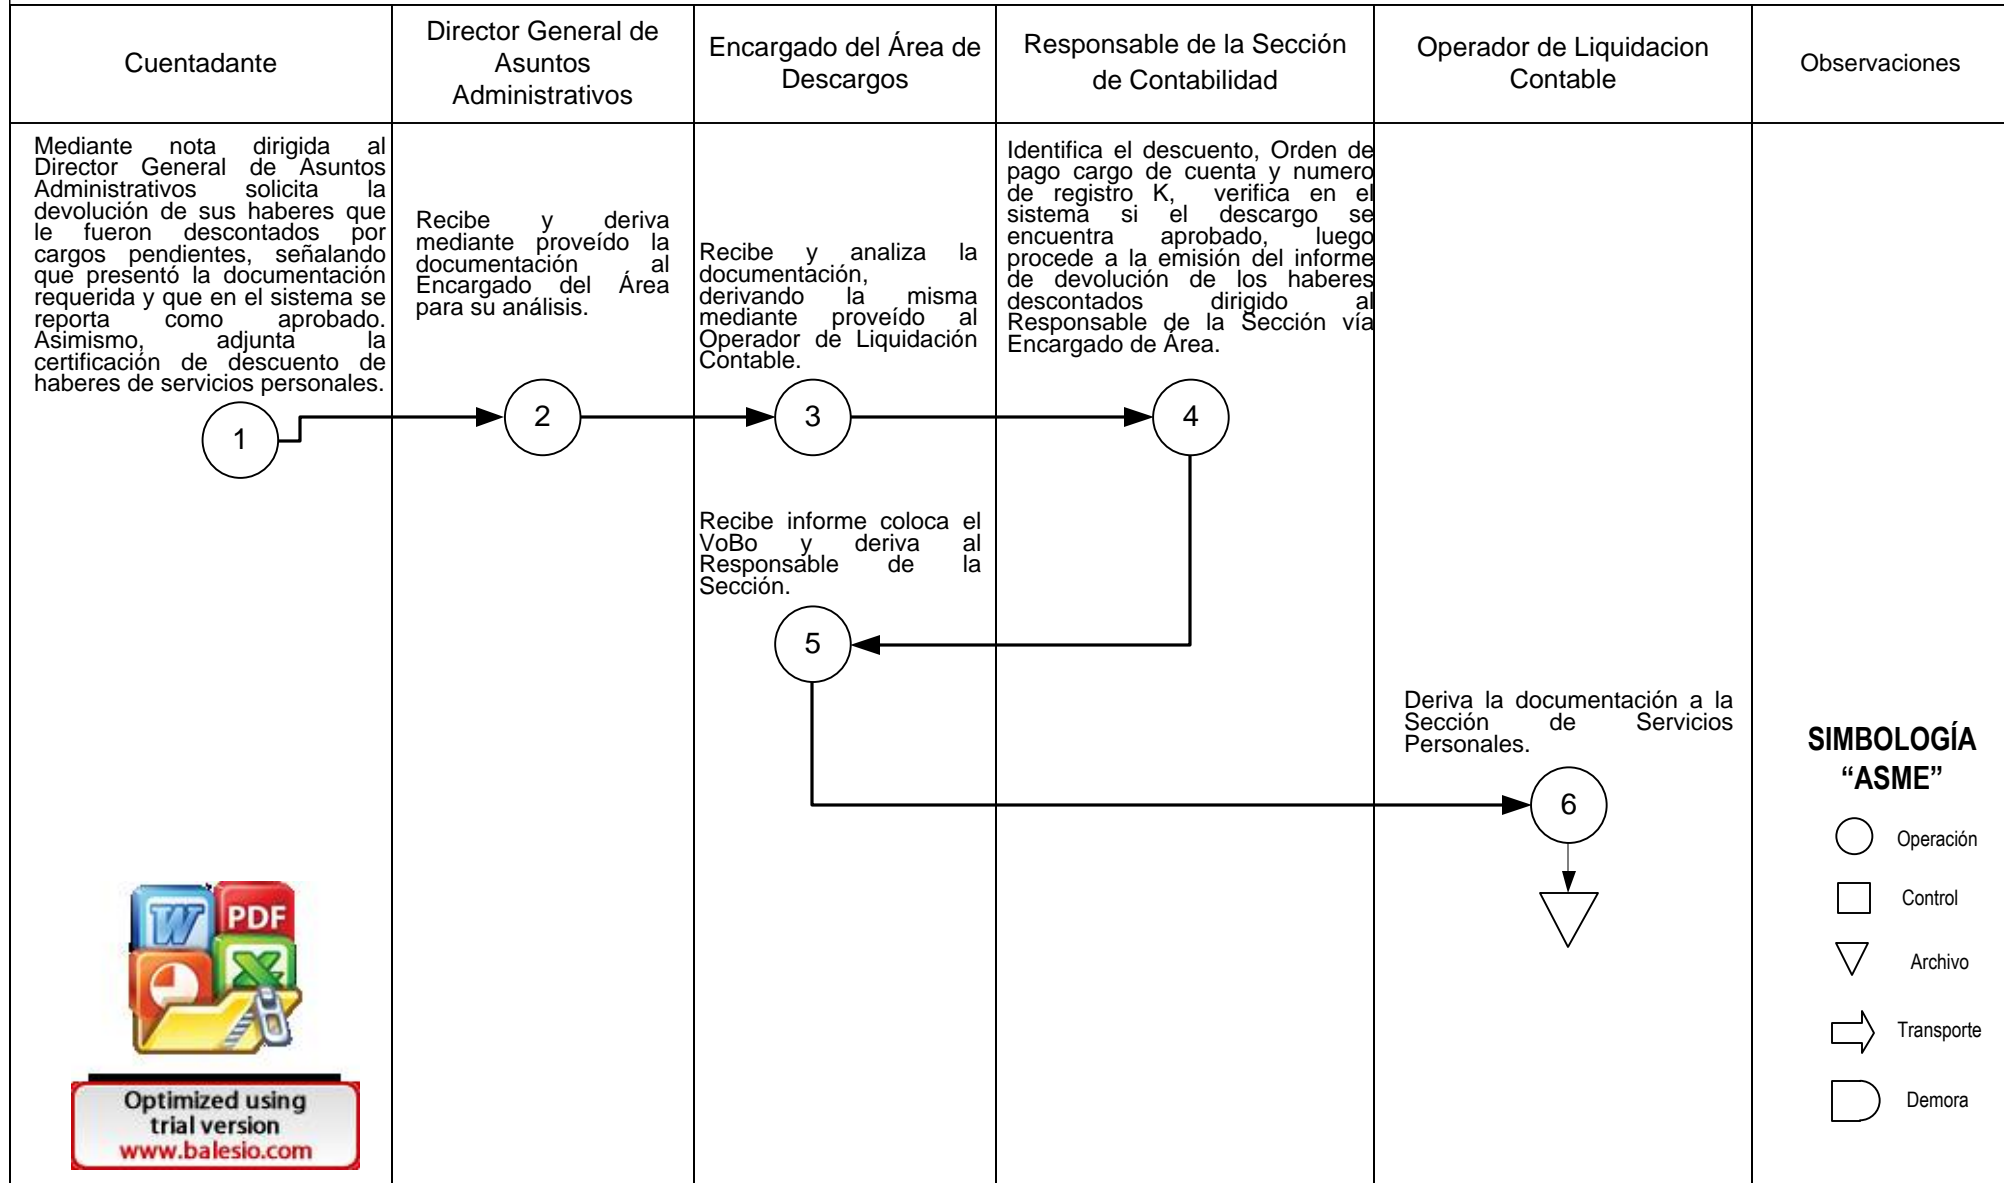 Cuentadante
Director General de
Asuntos
Administrativos
Encargado del Área de
Descargos
Responsable de la Sección
de Contabilidad
Operador de Liquidacion
Contable
Observaciones
Mediante nota dirigida al
Director General de Asuntos
Administrativos solicita la
devolución de sus haberes que
le fueron descontados por
cargos pendientes, señalando
que presentó la documentación
requerida y que en el sistema se
reporta como aprobado.
Asimismo, adjunta la
certificación de descuento de
haberes de servicios personales.
1
Recibe y deriva
mediante proveído la
documentación al
Encargado del Área
para su análisis.
2
Recibe y analiza la
documentación,
derivando la misma
mediante proveído al
Operador de Liquidación
Contable.
3
Identifica el descuento, Orden de
pago cargo de cuenta y numero
de registro K, verifica en el
sistema si el descargo se
encuentra aprobado, luego
procede a la emisión del informe
de devolución de los haberes
descontados dirigido al
Responsable de la Sección vía
Encargado de Área.
4
Recibe informe coloca el
VoBo y deriva al
Responsable de la
Sección.
5
Deriva la documentación a la
Sección de Servicios
Personales.
6
SIMBOLOGÍA
“ASME”
Operación
Control
Archivo
Transporte
Demora
W
PDF
X
Optimized using
trial version
www.balesio.com